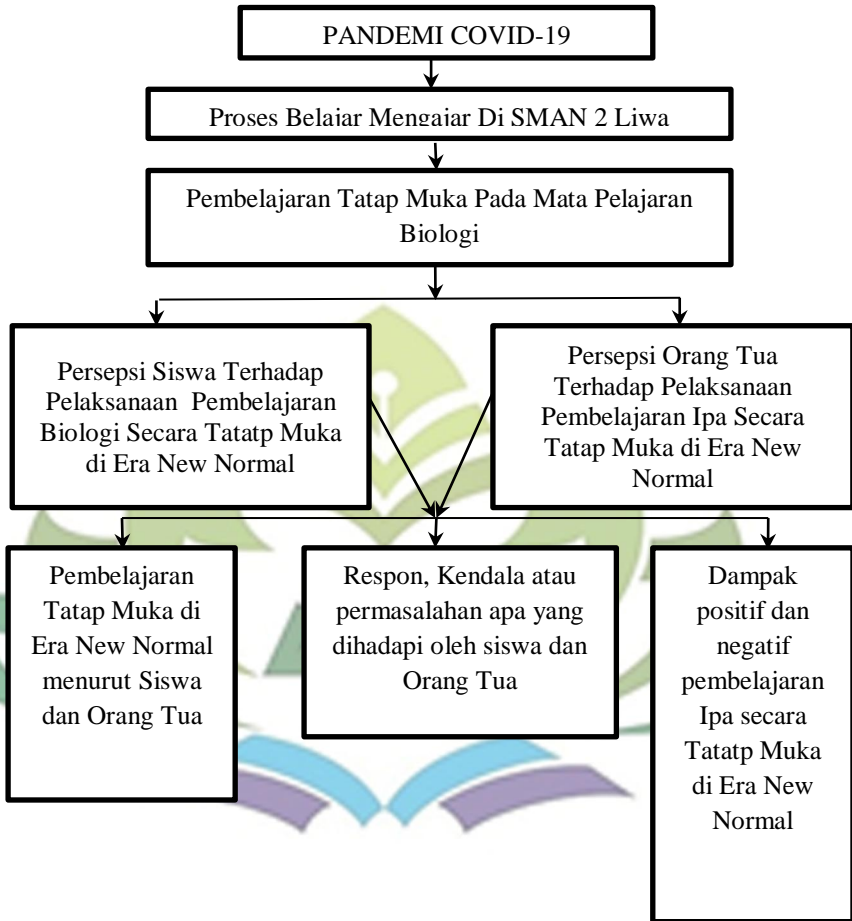 PANDEMI COVID-19
Proses Belajar Mengajar Di SMAN 2 Liwa
Pembelajaran Tatap Muka Pada Mata Pelajaran
Biologi
Persepsi Siswa Terhadap
Pelaksanaan Pembelajaran
Biologi Secara Tatatp Muka
di Era New Normal
Persepsi Orang Tua
Terhadap Pelaksanaan
Pembelajaran Ipa Secara
Tatap Muka di Era New
Normal
Pembelajaran
Tatap Muka di
Era New Normal
menurut Siswa
dan Orang Tua
Respon, Kendala atau
permasalahan apa yang
dihadapi oleh siswa dan
Orang Tua
Dampak
positif dan
negatif
pembelajaran
Ipa secara
Tatatp Muka
di Era New
Normal